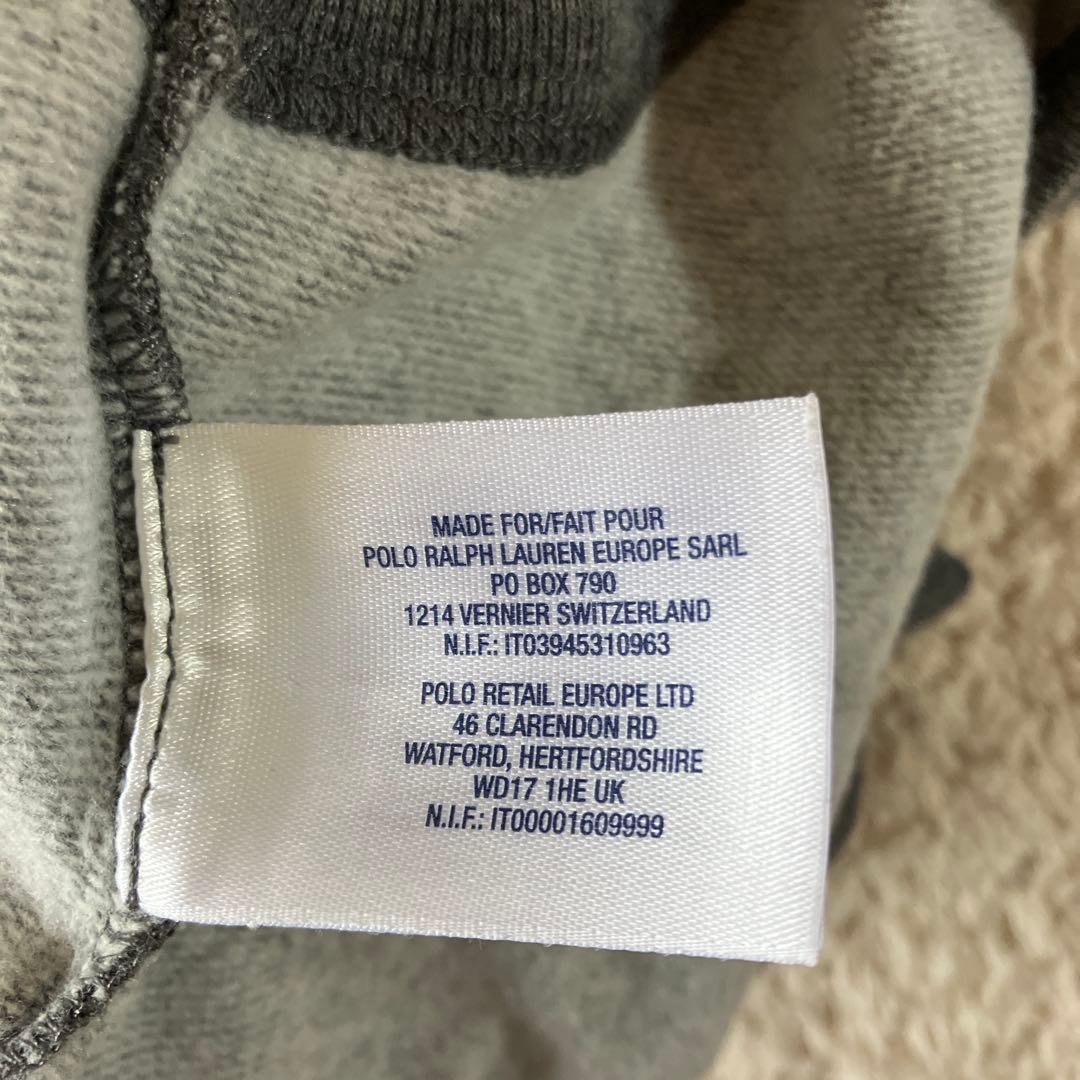 MADE FOR/FAIT POUR
POLO RALPH LAUREN EUROPE SARL
PO BOX 790
1214 VERNIER SWITZERLAND
N.I.F.: IT03945310963
POLO RETAIL EUROPE LTD
46 CLARENDON RD
WATFORD, HERTFORDSHIRE
WD17 1HE UK
N.I.F.: IT00001609999